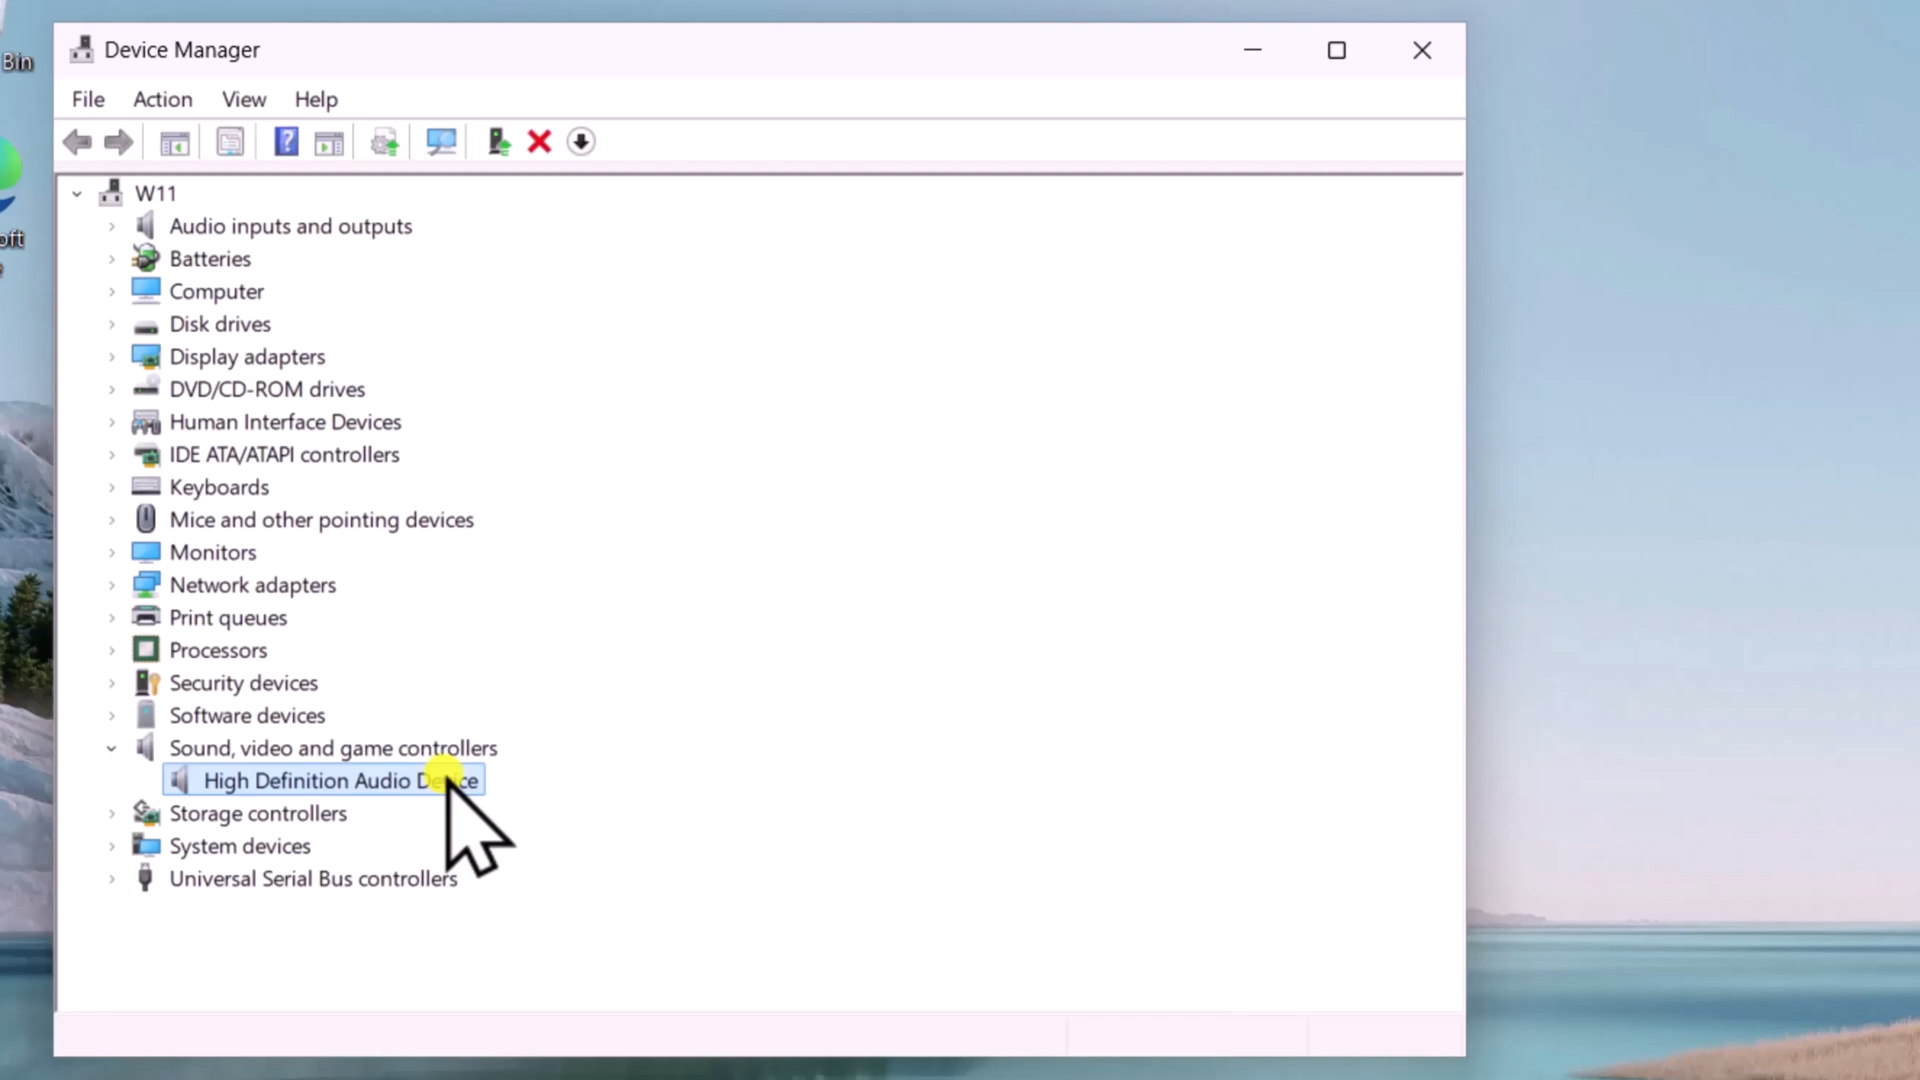 Bin
Device Manager
File Action View Help
W11
Audio inputs and outputs
Batteries
Computer
Disk drives
Display adapters
DVD/CD-ROM drives
Human Interface Devices
IDE ATA/ATAPI controllers
Keyboards
Mice and other pointing devices
Monitors
Network adapters
Print queues
Processors
Security devices
Software devices
Sound, video and game controllers
High Definition Audio Device
Storage controllers
System devices
Universal Serial Bus controllers
oft